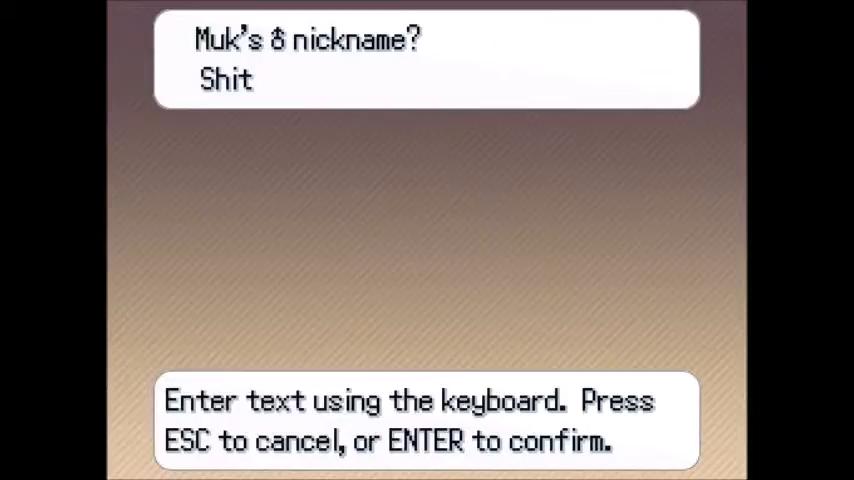 Muk's ♂ nickname?
Shit
Enter text using the keyboard.  Press
ESC to cancel, or ENTER to confirm.